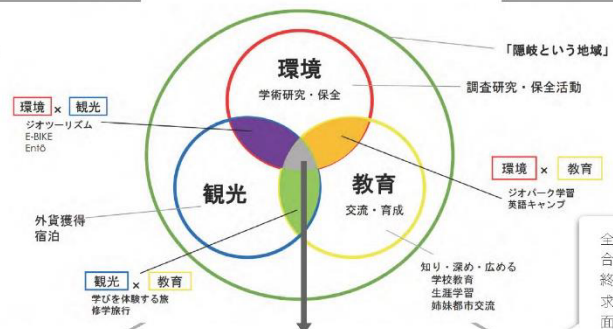 「隠岐という地域」
環境
学術研究・保全
調査研究・保全活動
環境 × 観光
ジオツーリズム
E-BIKE
Entô
環境 × 教育
ジオパーク学習
英語キャンプ
観光
教育
交流・育成
外貨獲得
宿泊
知り・深め・広める
学校教育
生涯学習
姉妹都市交流
観光 × 教育
学びを体験する旅
修学旅行
全
合
終
求
面